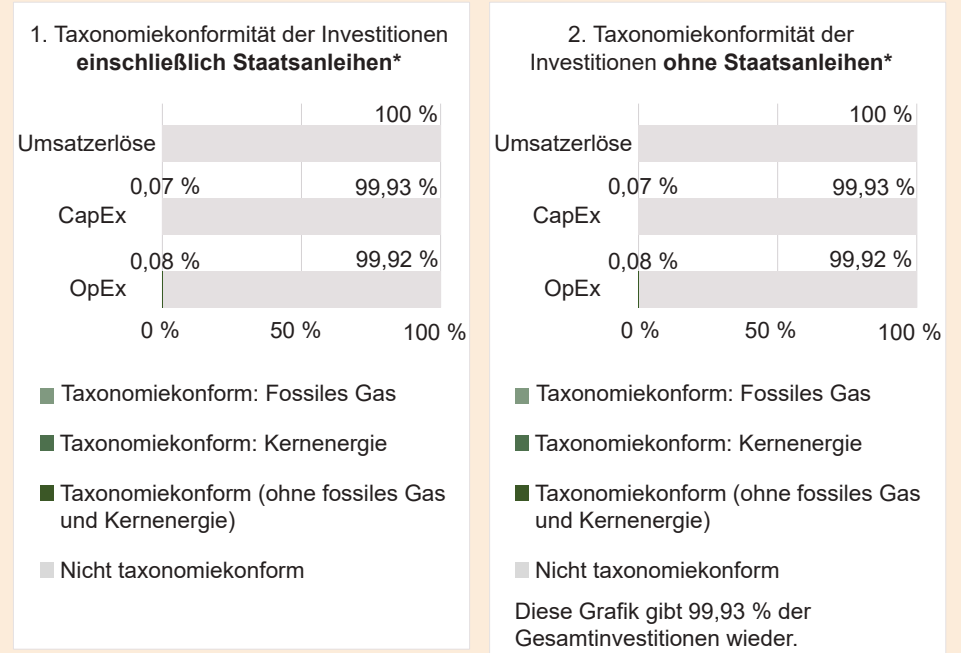 1. Taxonomiekonformität der Investitionen
einschließlich Staatsanleihen*
100 %
Umsatzerlöse
0,07 % 99,93 %
CapEx
0,08 % 99,92 %
OpEx
0 % 50 % 100 %
Taxonomiekonform: Fossiles Gas
Taxonomiekonform: Kernenergie
Taxonomiekonform (ohne fossiles Gas
und Kernenergie)
Nicht taxonomiekonform
2. Taxonomiekonformität der
Investitionen ohne Staatsanleihen*
100 %
Umsatzerlöse
0,07 % 99,93 %
CapEx
0,08 % 99,92 %
OpEx
0 % 50 % 100 %
Taxonomiekonform: Fossiles Gas
Taxonomiekonform: Kernenergie
Taxonomiekonform (ohne fossiles Gas
und Kernenergie)
Nicht taxonomiekonform
Diese Grafik gibt 99,93 % der
Gesamtinvestitionen wieder.